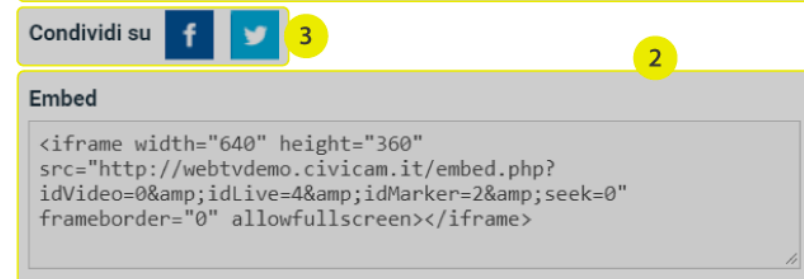 Condividi su f 3
2
Embed
<iframe width="640" height="360"
src="http://webtvdemo.civicam.it/embed.php?
idVideo=0&amp;idLive=4&amp;idMarker=2&amp;seek=0"
frameborder="0" allowfullscreen></iframe>